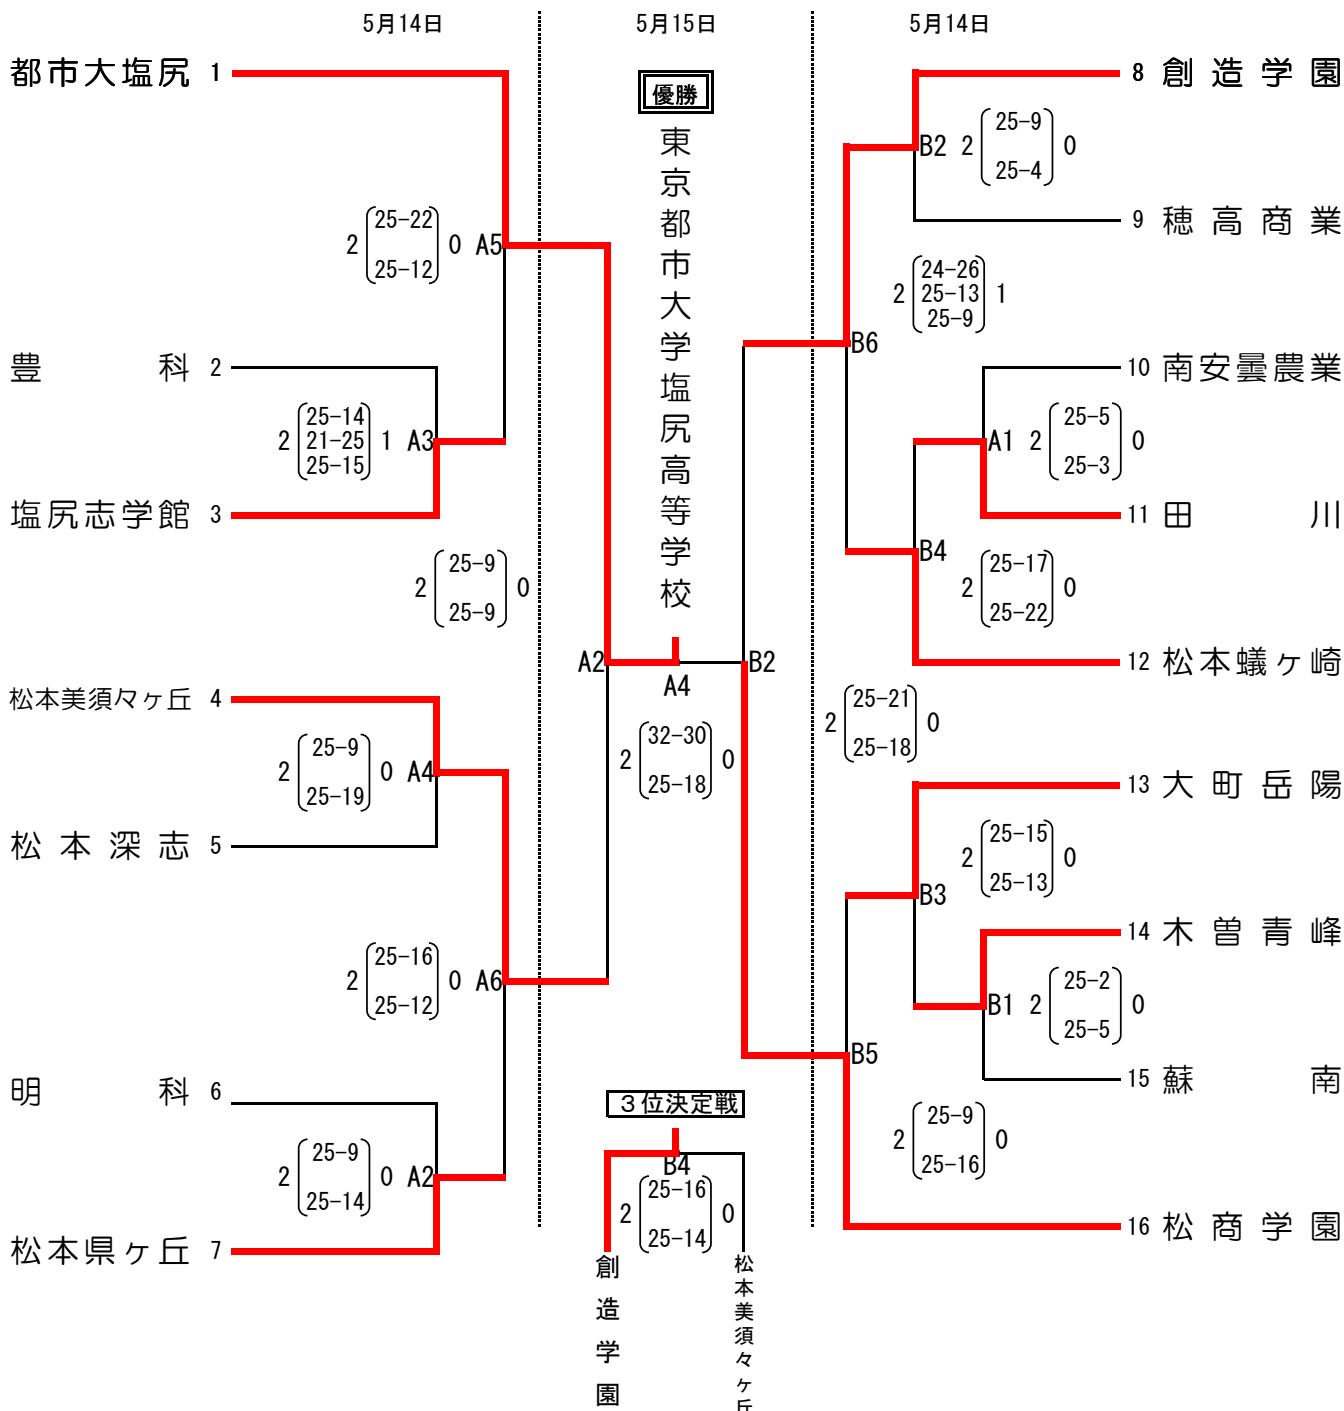 5月14日
5月15日
5月14日
優勝
東京都市大学塩尻高等学校
都市大塩尻 1
2 25-22 0 A5
25-12
豊科 2
2 25-14 1 A3
21-25
25-15
塩尻志学館 3
2 25-9 0
25-9
松本美須々ヶ丘 4
2 25-9 0 A4
25-19
松本深志 5
2 25-16 0 A6
25-12
明科 6
2 25-9 0 A2
25-14
松本県ヶ丘 7
A2
A4
B2
2 32-30 0
25-18
3位決定戦
B4
2 25-16 0
25-14
創造学園
松本美須々ヶ丘
8 創造学園
B2 2 25-9 0
25-4
9 穂高商業
2 24-26 1
25-13
25-9
B6
10 南安曇農業
A1 2 25-5 0
25-3
11 田川
B4
2 25-17 0
25-22
12 松本蟻ヶ崎
2 25-21 0
25-18
13 大町岳陽
2 25-15 0
25-13
B3
14 木曽青峰
B1 2 25-2 0
25-5
15 蘇南
B5
2 25-9 0
25-16
16 松商学園